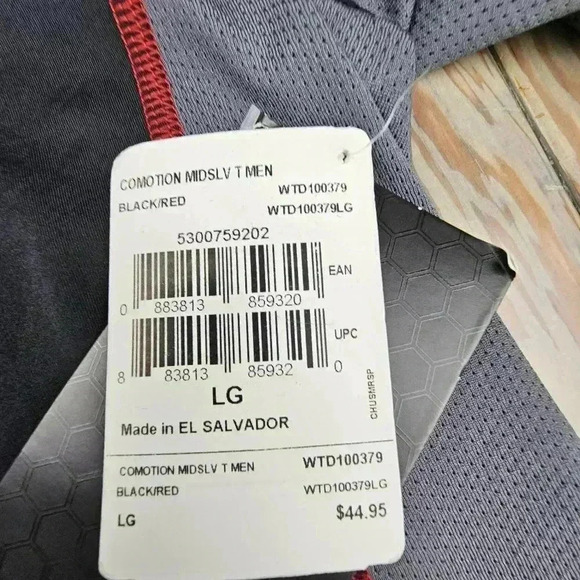 COMOTION MIDSLV T MEN
BLACK/RED
WTD100379
WTD100379LG
5300759202
EAN
0 883813 859320
UPC
8 83813 85932 0
LG
CHUSMRSP
Made in EL SALVADOR
COMOTION MIDSLV T MEN WTD100379
BLACK/RED WTD100379LG
LG $44.95